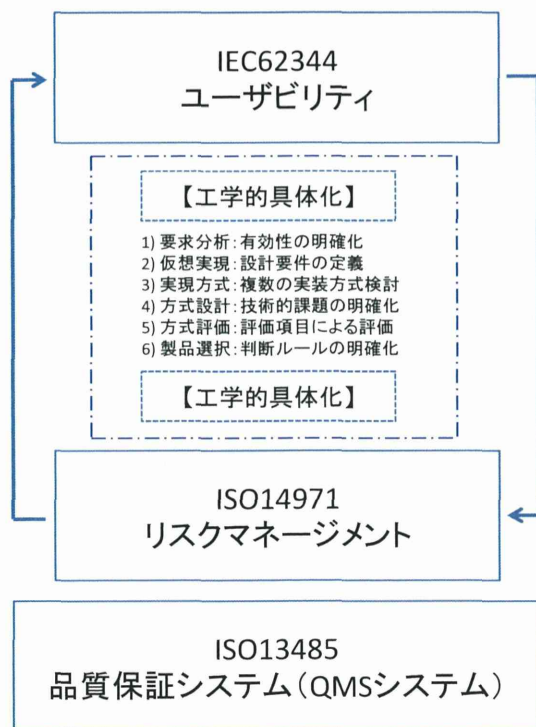 IEC62344
ユーザビリティ
【工学的具体化】
1) 要求分析:有効性の明確化
2) 仮想実現:設計要件の定義
3) 実現方式:複数の実装方式検討
4) 方式設計:技術的課題の明確化
5) 方式評価:評価項目による評価
6) 製品選択:判断ルールの明確化
【工学的具体化】
ISO14971
リスクマネージメント
ISO13485
品質保証システム(QMSシステム)